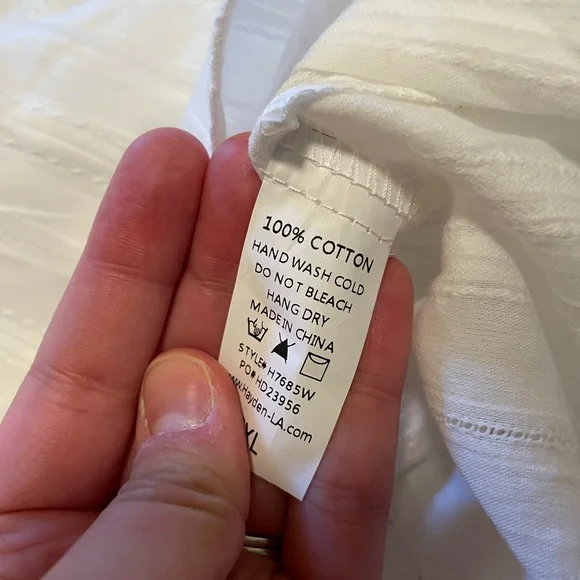 100% COTTON
HAND WASH COLD
DO NOT BLEACH
HANG DRY
MADE IN CHINA
STYLE# H7685W
PO# HD23956
www.Hayden-LA.com
XL